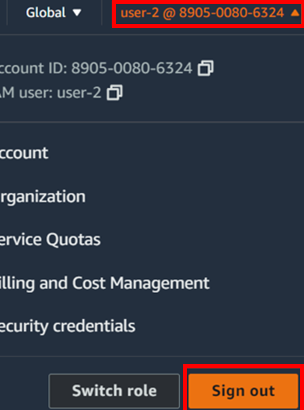 Global ▼ user-2 @ 8905-0080-6324 ▲
ccount ID: 8905-0080-6324
AM user: user-2
ccount
rganization
ervice Quotas
illing and Cost Management
ecurity credentials
Switch role Sign out